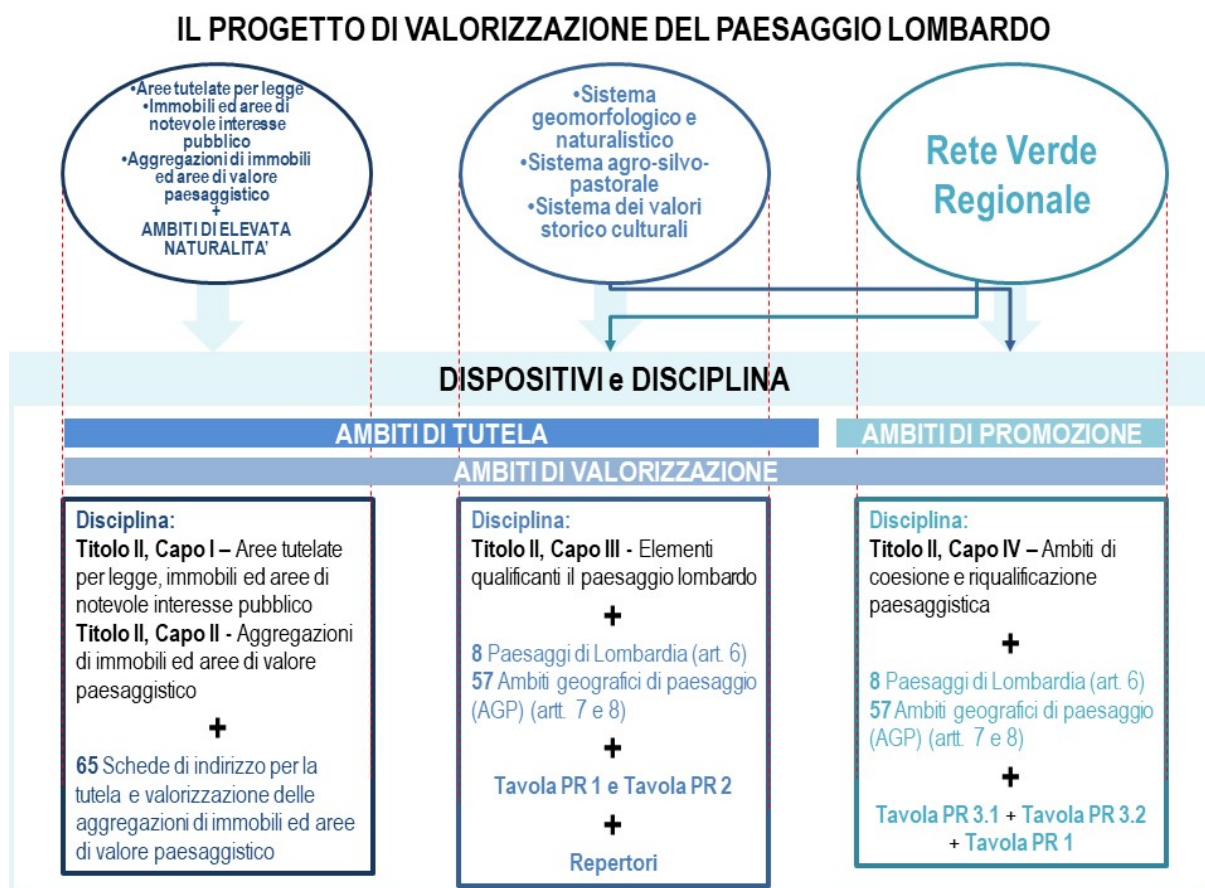 IL PROGETTO DI VALORIZZAZIONE DEL PAESAGGIO LOMBARDO
•Aree tutelate per legge
•Immobili ed aree di
notevole interesse
pubblico
•Aggregazioni di immobili
ed aree di valore
paesaggistico
+
AMBITI DI ELEVATA
NATURALITA’
•Sistema
geomorfologico e
naturalistico
•Sistema agro-silvo-
pastorale
•Sistema dei valori
storico culturali
Rete Verde
Regionale
DISPOSITIVI e DISCIPLINA
AMBITI DI TUTELA
AMBITI DI PROMOZIONE
AMBITI DI VALORIZZAZIONE
Disciplina:
Titolo II, Capo I – Aree tutelate
per legge, immobili ed aree di
notevole interesse pubblico
Titolo II, Capo II - Aggregazioni
di immobili ed aree di valore
paesaggistico
+
65 Schede di indirizzo per la
tutela e valorizzazione delle
aggregazioni di immobili ed aree
di valore paesaggistico
Disciplina:
Titolo II, Capo III - Elementi
qualificanti il paesaggio lombardo
+
8 Paesaggi di Lombardia (art. 6)
57 Ambiti geografici di paesaggio
(AGP) (artt. 7 e 8)
+
Tavola PR 1 e Tavola PR 2
+
Repertori
Disciplina:
Titolo II, Capo IV – Ambiti di
coesione e riqualificazione
paesaggistica
+
8 Paesaggi di Lombardia (art. 6)
57 Ambiti geografici di paesaggio
(AGP) (artt. 7 e 8)
+
Tavola PR 3.1 + Tavola PR 3.2
+ Tavola PR 1